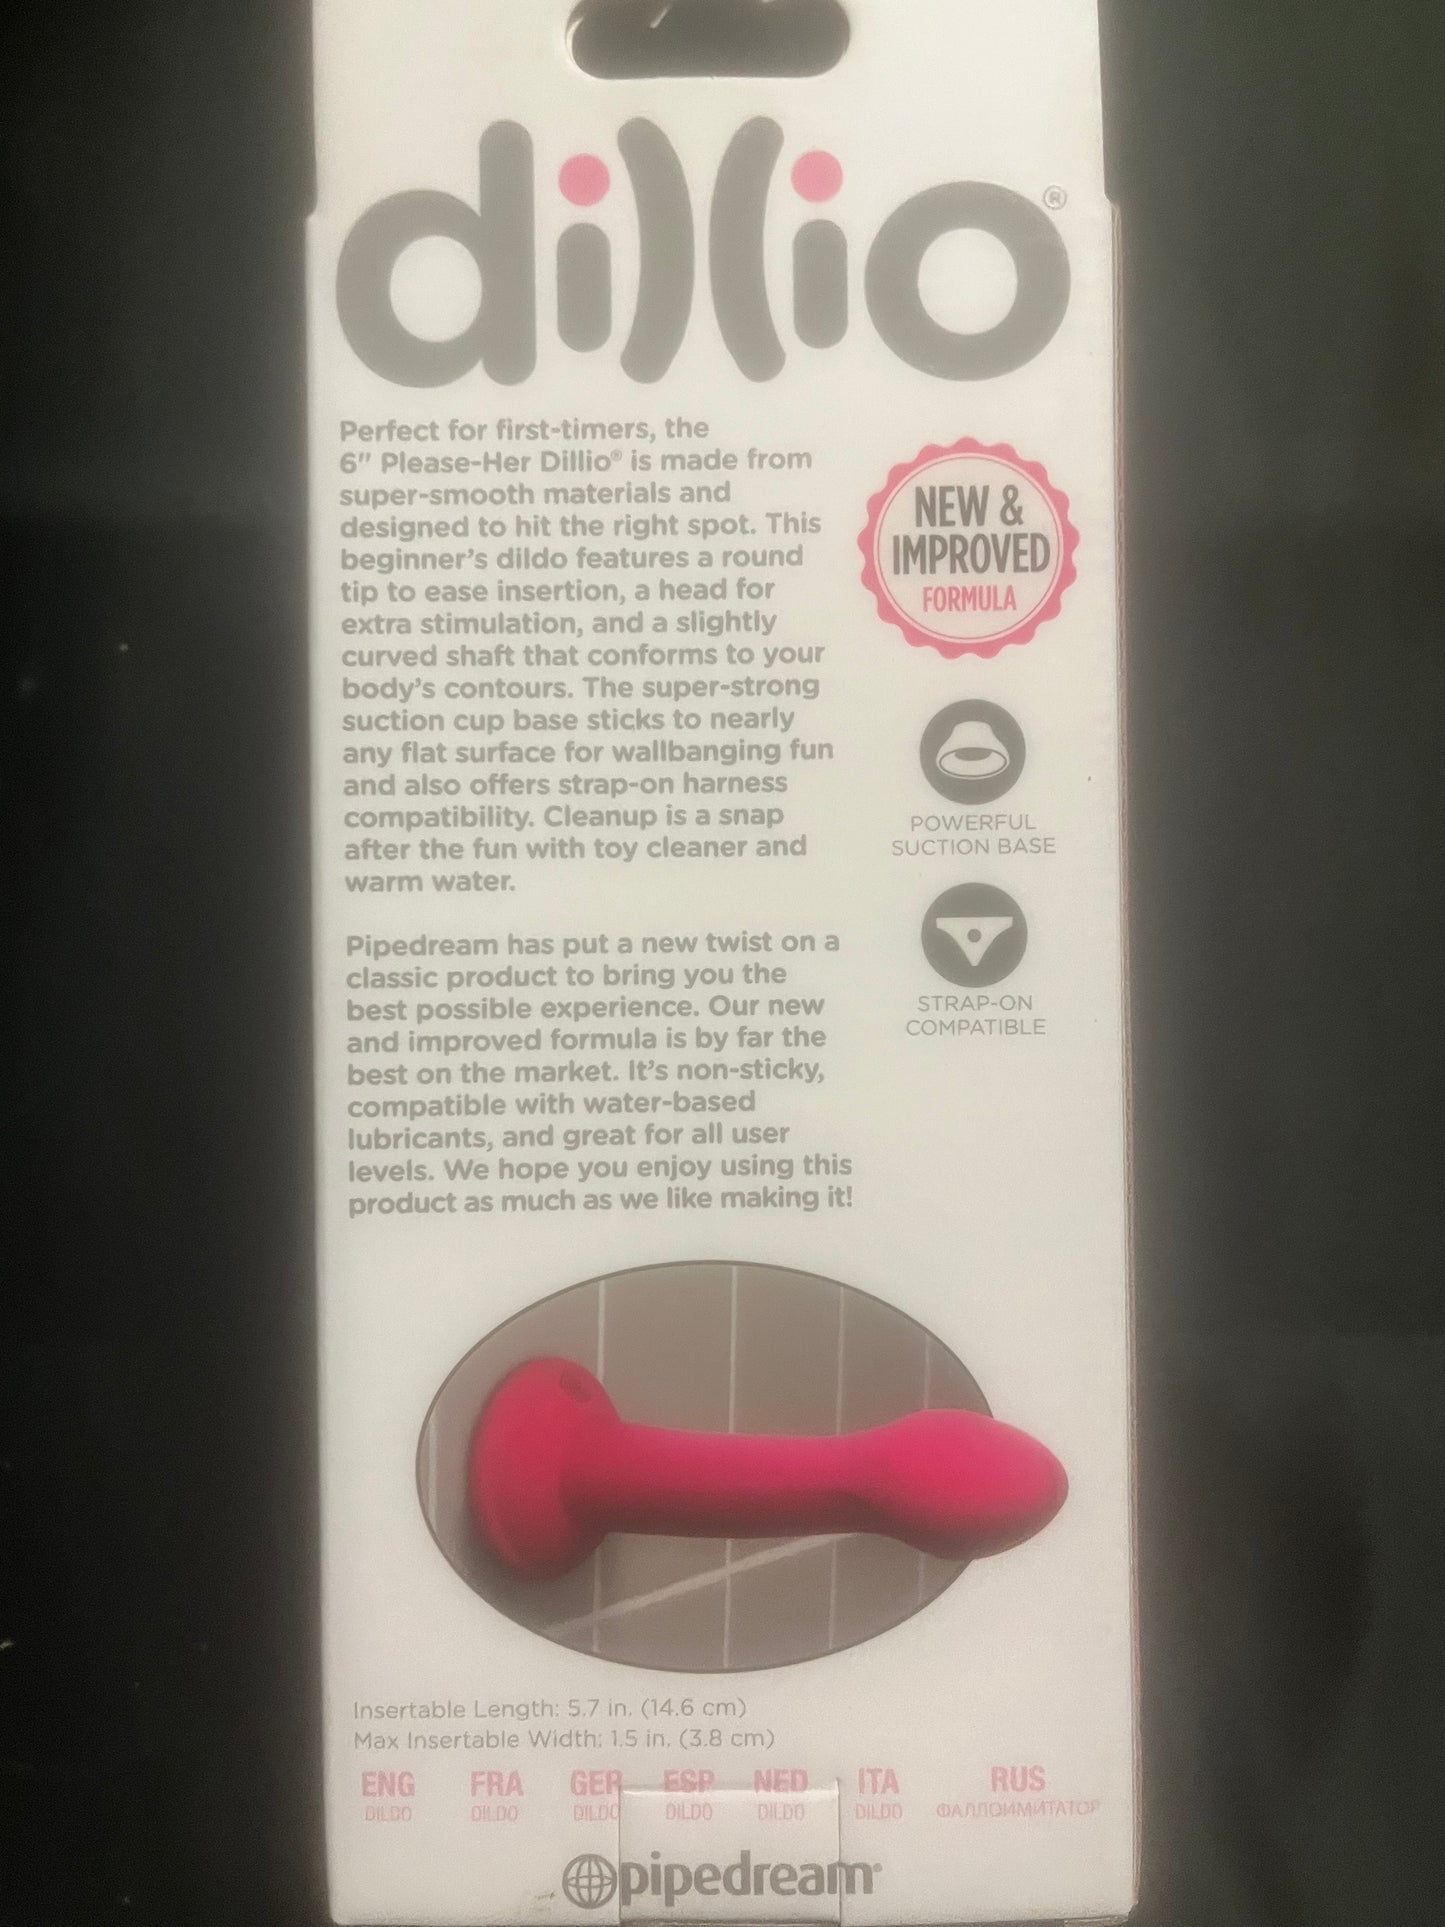 dillio®
Perfect for first-timers, the
6" Please-Her Dillio® is made from
super-smooth materials and
designed to hit the right spot. This
beginner's dildo features a round
tip to ease insertion, a head for
extra stimulation, and a slightly
curved shaft that conforms to your
body's contours. The super-strong
suction cup base sticks to nearly
any flat surface for wallbanging fun
and also offers strap-on harness
compatibility. Cleanup is a snap
after the fun with toy cleaner and
warm water.
Pipedream has put a new twist on a
classic product to bring you the
best possible experience. Our new
and improved formula is by far the
best on the market. It's non-sticky,
compatible with water-based
lubricants, and great for all user
levels. We hope you enjoy using this
product as much as we like making it!
NEW &
IMPROVED
FORMULA
POWERFUL
SUCTION BASE
STRAP-ON
COMPATIBLE
Insertable Length: 5.7 in. (14.6 cm)
Max Insertable Width: 1.5 in. (3.8 cm)
ENG FRA GER ESP NED ITA RUS
DILDO DILDO DILDO DILDO DILDO DILDO ФАЛЛОИМИТАТОР
pipedream®